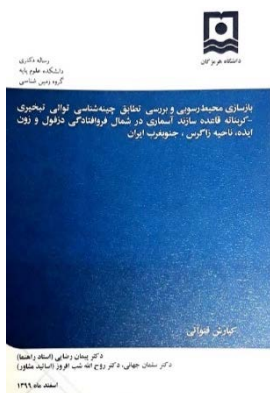 دانشگاه هرمزگان
رساله دکتری
دانشکده علوم پایه
گروه زمین شناسی
بازسازی محیط رسوبی و بررسی تطابق چینه‌شناسی توالی تبخیری
-کربناته قاعده سازند آسماری در شمال فروافتادگی دزفول و زون
ایذه، ناحیه زاگرس، جنوبغرب ایران
کیارش قنواتی
دکتر پیمان رضایی (استاد راهنما)
دکتر سلمان جهانی، دکتر روح الله شب افروز (اساتید مشاور)
اسفند ماه ۱۳۹۹